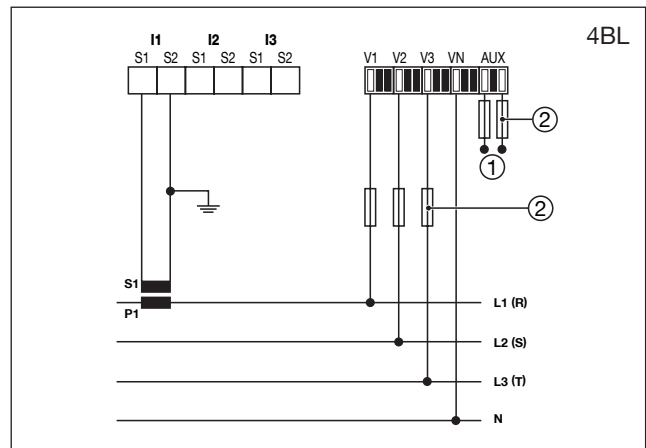 4BL
I1 I2 I3
S1 S2 S1 S2 S1 S2
V1 V2 V3 VN AUX
2
1
2
S1
P1
L1 (R)
L2 (S)
L3 (T)
N